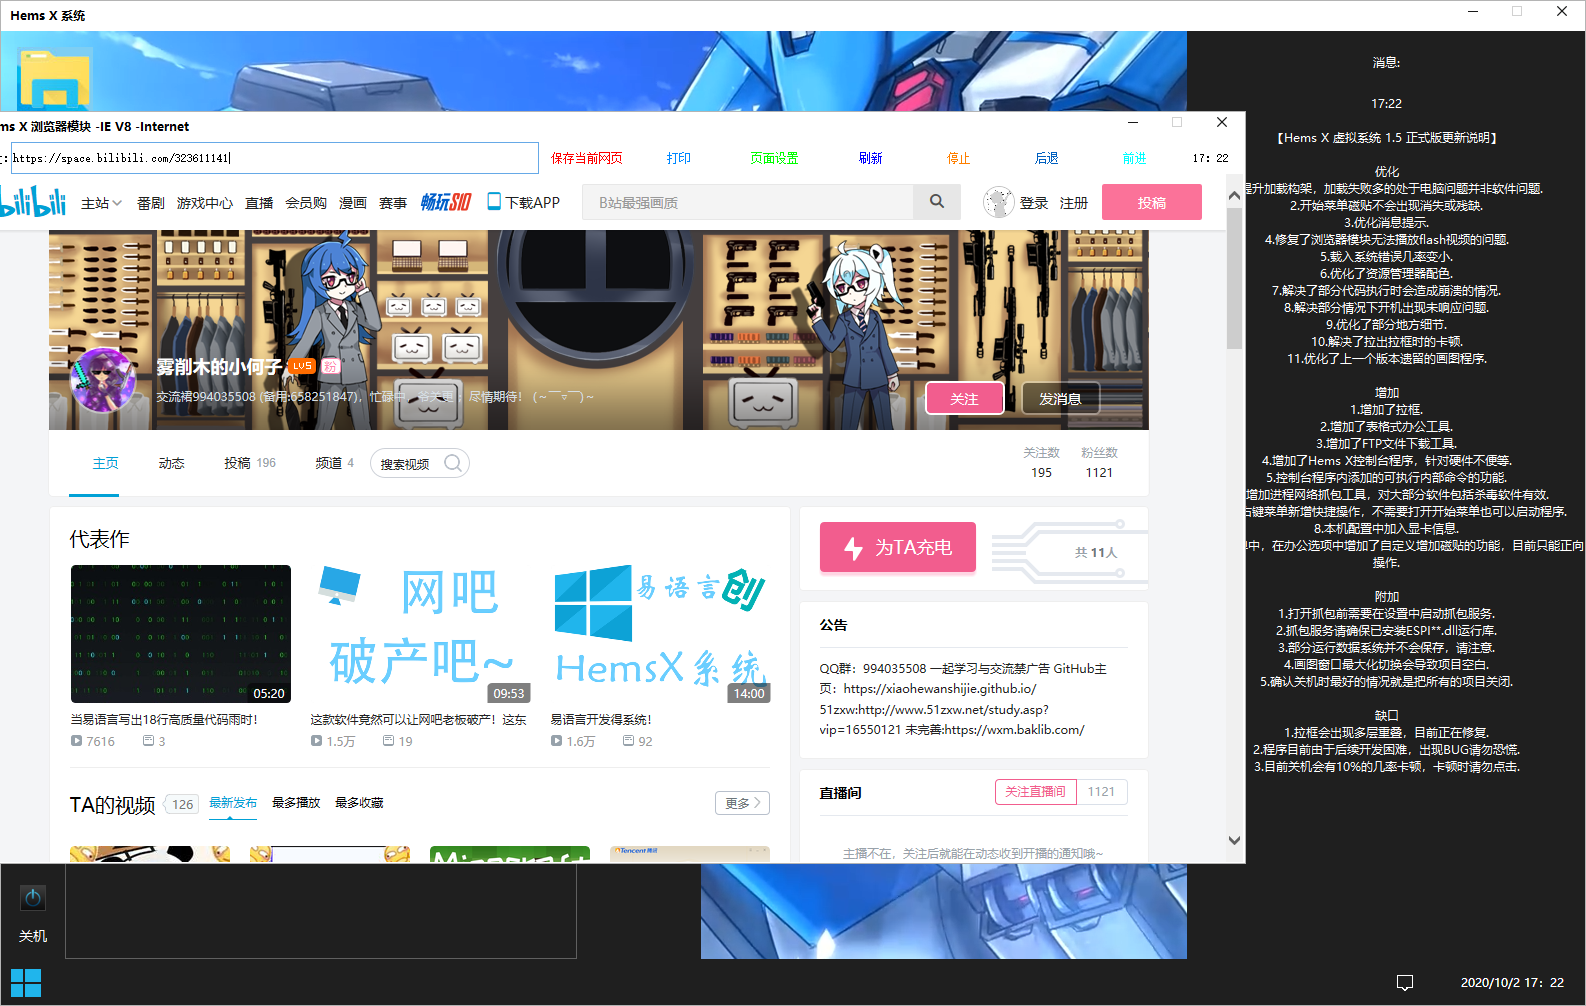 Hems X 系统
ms X 浏览器模块 -IE V8 -Internet
https://space.bilibili.com/323611141
保存当前网页 打印 页面设置 刷新 停止 后退 前进 17: 22
bilibili 主站 番剧 游戏中心 直播 会员购 漫画 赛事 畅玩S10 下载APP B站最强画质 登录 注册 投稿
雾削木的小何子 LV5 粉
关注 发消息
主页 动态 投稿 196 频道 4 搜索视频
关注数 粉丝数
195 1121
代表作
05:20
当易语言写出18行高质量代码雨时!
7616 3
网吧
破产吧~
09:53
这款软件竟然可以让网吧老板破产! 这东
1.5万 19
易语言创
HemsX系统
14:00
易语言开发得系统!
1.6万 92
TA的视频 126 最新发布 最多播放 最多收藏 更多
Tencent 腾讯
为TA充电 共 11人
公告
QQ群: 994035508 一起学习与交流禁广告 GitHub主
页: https://xiaohewanshijie.github.io/
51zxw:http://www.51zxw.net/study.asp?
vip=16550121 未完善:https://wxm.baklib.com/
直播间 关注直播间 1121
主播不在, 关注后就能在动态收到开播的通知哦~
消息:
17:22
【Hems X 虚拟系统 1.5 正式版更新说明】
优化
提升加载构架, 加载失败多的处于电脑问题并非软件问题.
2.开始菜单磁贴不会出现消失或残缺.
3.优化消息提示.
4.修复了浏览器模块无法播放flash视频的问题.
5.载入系统错误几率变小.
6.优化了资源管理器配色.
7.解决了部分代码执行时会造成崩溃的情况.
8.解决部分情况下开机出现未响应问题.
9.优化了部分地方细节.
10.解决了拉出拉框时的卡顿.
11.优化了上一个版本遗留的画图程序.
增加
1.增加了拉框.
2.增加了表格式办公工具.
3.增加了FTP文件下载工具.
4.增加了Hems X控制台程序, 针对硬件不便等.
5.控制台程序内添加的可执行内部命令的功能.
增加进程网络抓包工具, 对大部分软件包括杀毒软件有效.
右键菜单新增快捷操作, 不需要打开开始菜单也可以启动程序.
8.本机配置中加入显卡信息.
中, 在办公选项中增加了自定义增加磁贴的功能, 目前只能正向
操作.
附加
1.打开抓包前需要在设置中启动抓包服务.
2.抓包服务请确保已安装ESPI**.dll运行库.
3.部分运行数据系统并不会保存, 请注意.
4.画图窗口最大化切换会导致项目空白.
5.确认关机时最好的情况就是把所有的项目关闭.
缺口
1.拉框会出现多层重叠, 目前正在修复.
2.程序目前由于后续开发困难, 出现BUG请勿恐慌.
3.目前关机会有10%的几率卡顿, 卡顿时请勿点击.
关机
2020/10/2 17: 22